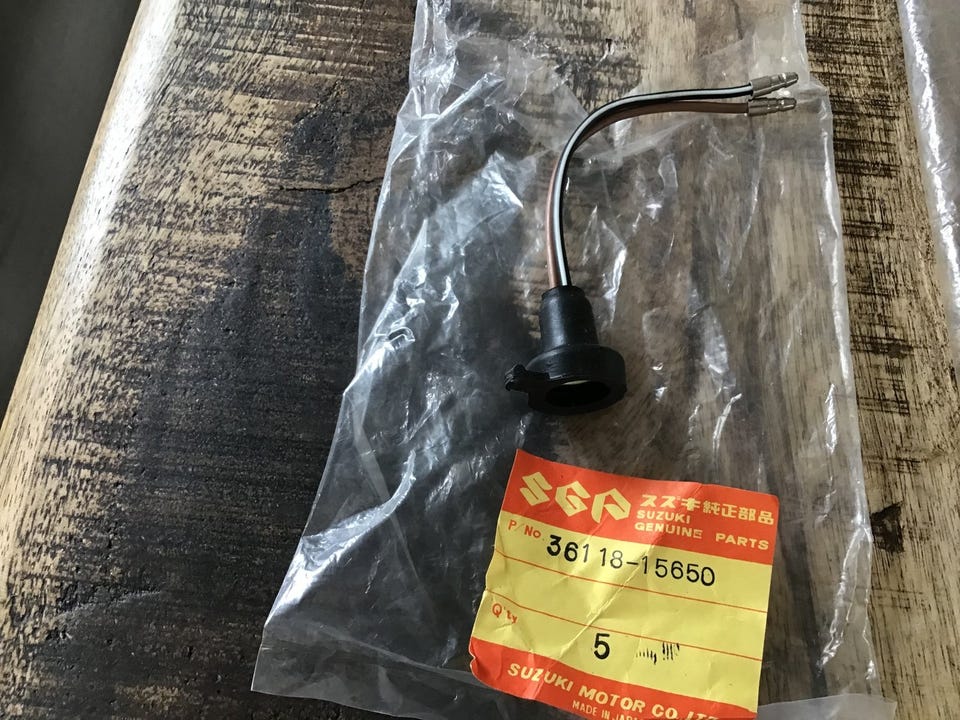 SGP スズキ純正部品
SUZUKI
GENUINE PARTS
P/No. 36118-15650
Q'ty 5
SUZUKI MOTOR CO. LTD
MADE IN JAPAN